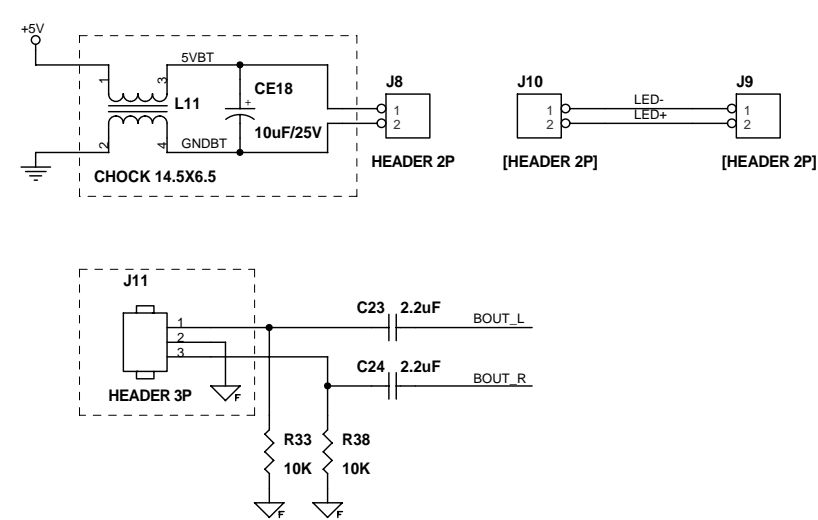 +5V
5VBT
1
3
L11
CE18
+
10uF/25V
2
4
GNDBT
CHOCK 14.5X6.5
J8
1
2
HEADER 2P
J10
1
2
[HEADER 2P]
LED-
LED+
J9
1
2
[HEADER 2P]
J11
1
2
3
HEADER 3P
F
C23 2.2uF
BOUT_L
C24 2.2uF
BOUT_R
R33
10K
R38
10K
F
F